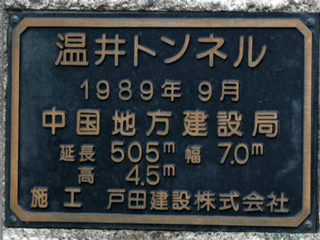 温井トンネル
1989年 9月
中国地方建設局
延長 505m 幅 7.0m
高 4.5m
施工 戸田建設株式会社